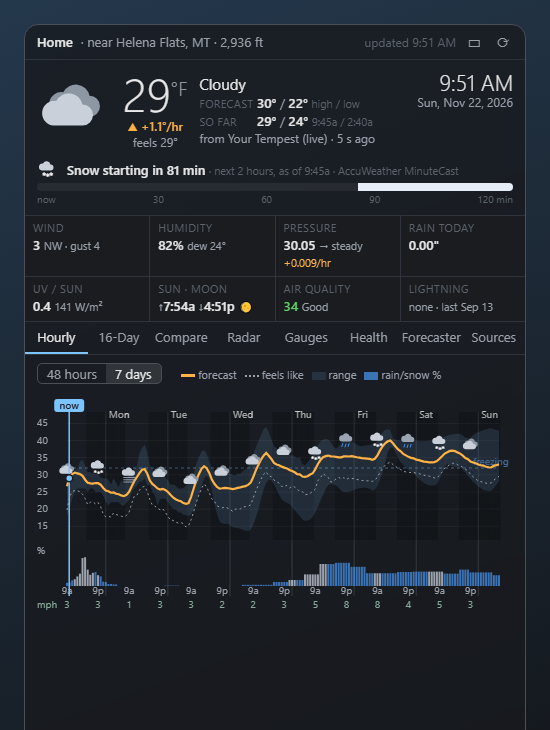 Home · near Helena Flats, MT · 2,936 ft updated 9:51 AM
29°F
▲ +1.1°/hr
feels 29°
Cloudy
FORECAST 30° / 22° high / low
SO FAR 29° / 24° 9:45a / 2:40a
from Your Tempest (live) · 5 s ago
9:51 AM
Sun, Nov 22, 2026
Snow starting in 81 min · next 2 hours, as of 9:45a · AccuWeather MinuteCast
now 30 60 90 120 min
WIND
3 NW · gust 4
HUMIDITY
82% dew 24°
PRESSURE
30.05 → steady
+0.009/hr
RAIN TODAY
0.00"
UV / SUN
0.4 141 W/m²
SUN · MOON
↑7:54a ↓4:51p
AIR QUALITY
34 Good
LIGHTNING
none · last Sep 13
Hourly 16-Day Compare Radar Gauges Health Forecaster Sources
48 hours 7 days forecast feels like range rain/snow %
now
Mon Tue Wed Thu Fri Sat Sun
45
40
35
30
25
20
15
freezing
%
9a 9p 9a 9p 9a 9p 9a 9p 9a 9p 9a 9p 9a 9p
mph 3 3 1 3 3 2 2 3 5 8 8 4 5 3